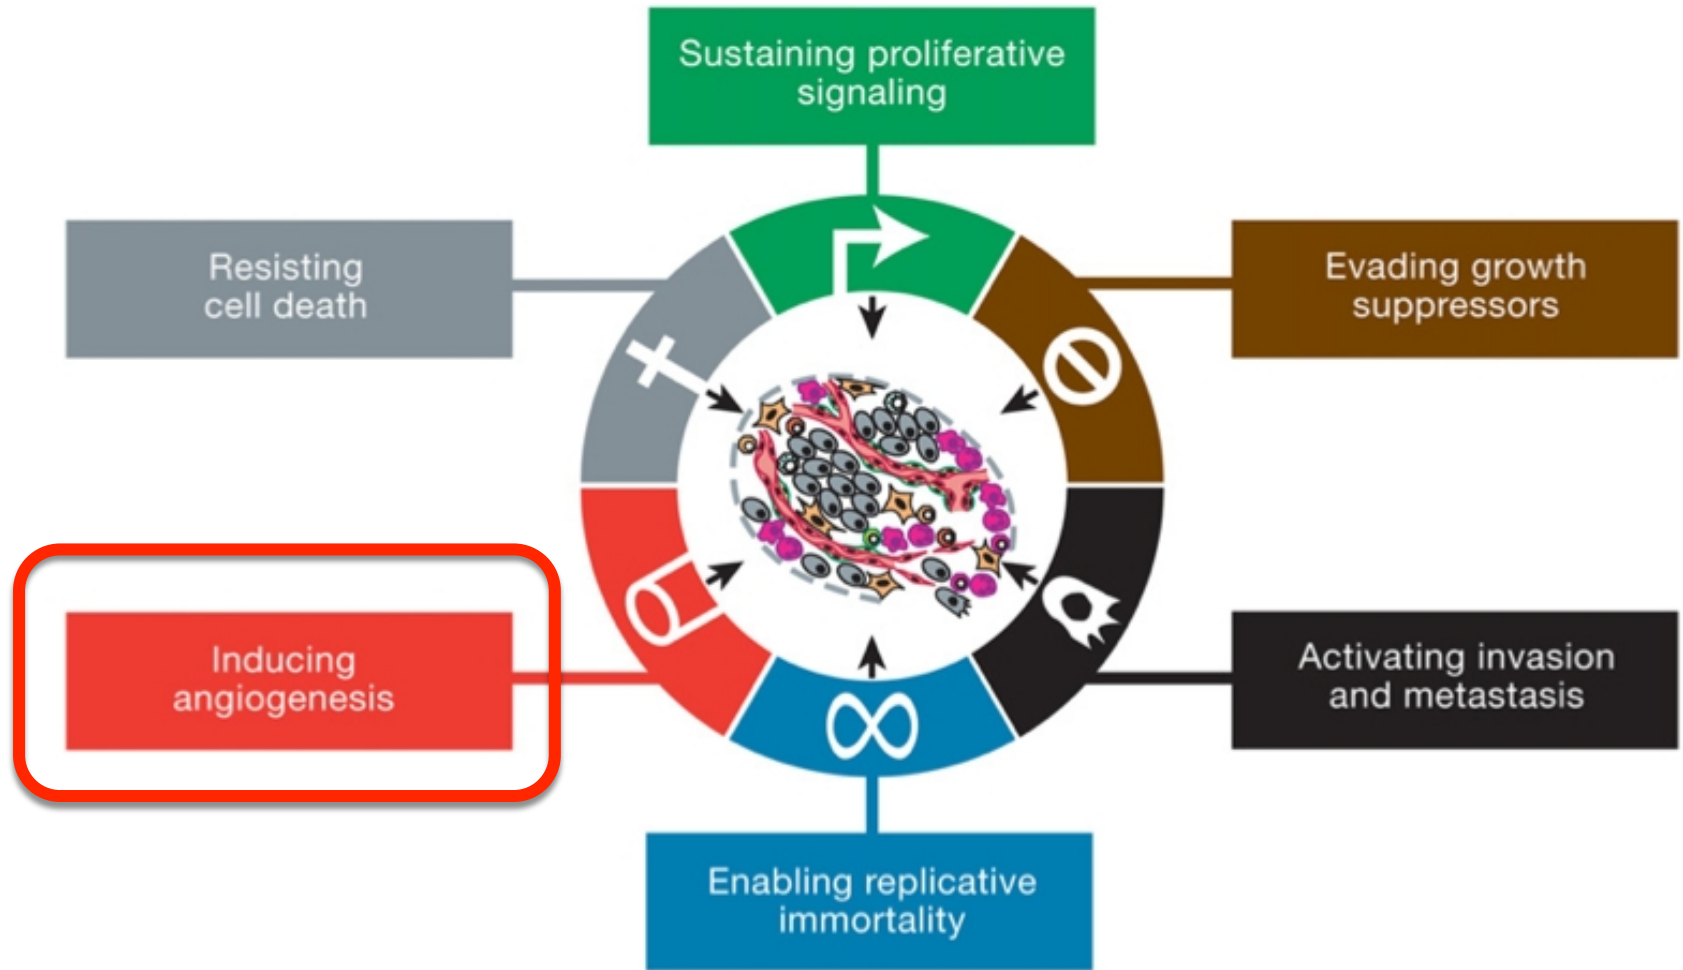 Sustaining proliferative
signaling
Resisting
cell death
Evading growth
suppressors
Inducing
angiogenesis
Activating invasion
and metastasis
Enabling replicative
immortality